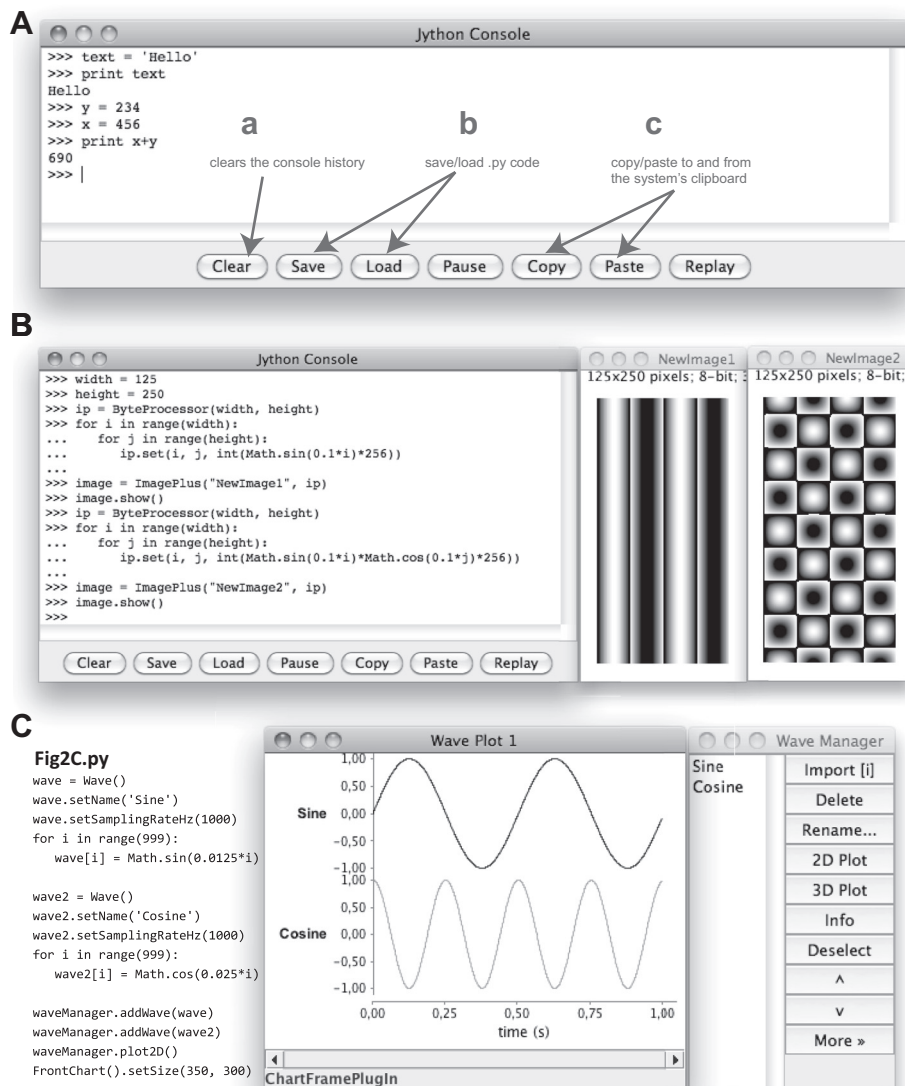 A
Jython Console
>>> text = 'Hello'
>>> print text
Hello
>>> y = 234
>>> x = 456
>>> print x+y
690
>>>
a
clears the console history
b
save/load .py code
c
copy/paste to and from
the system's clipboard
Clear Save Load Pause Copy Paste Replay
B
Jython Console
>>> width = 125
>>> height = 250
>>> ip = ByteProcessor(width, height)
>>> for i in range(width):
...    for j in range(height):
...       ip.set(i, j, int(Math.sin(0.1*i)*256))
...
>>> image = ImagePlus("NewImage1", ip)
>>> image.show()
>>> ip = ByteProcessor(width, height)
>>> for i in range(width):
...    for j in range(height):
...       ip.set(i, j, int(Math.sin(0.1*i)*Math.cos(0.1*j)*256))
...
>>> image = ImagePlus("NewImage2", ip)
>>> image.show()
>>>
Clear Save Load Pause Copy Paste Replay
NewImage1
125x250 pixels; 8-bit;
NewImage2
125x250 pixels; 8-bit;
C
Fig2C.py
wave = Wave()
wave.setName('Sine')
wave.setSamplingRateHz(1000)
for i in range(999):
   wave[i] = Math.sin(0.0125*i)
wave2 = Wave()
wave2.setName('Cosine')
wave2.setSamplingRateHz(1000)
for i in range(999):
   wave2[i] = Math.cos(0.025*i)
waveManager.addWave(wave)
waveManager.addWave(wave2)
waveManager.plot2D()
FrontChart().setSize(350, 300)
Wave Plot 1
1,00
0,50
Sine 0,00
−0,50
−1,00
1,00
0,50
Cosine 0,00
−0,50
−1,00
0,00 0,25 0,50 0,75 1,00
time (s)
ChartFramePlugIn
Wave Manager
Sine
Cosine
Import [i]
Delete
Rename...
2D Plot
3D Plot
Info
Deselect
^
v
More »